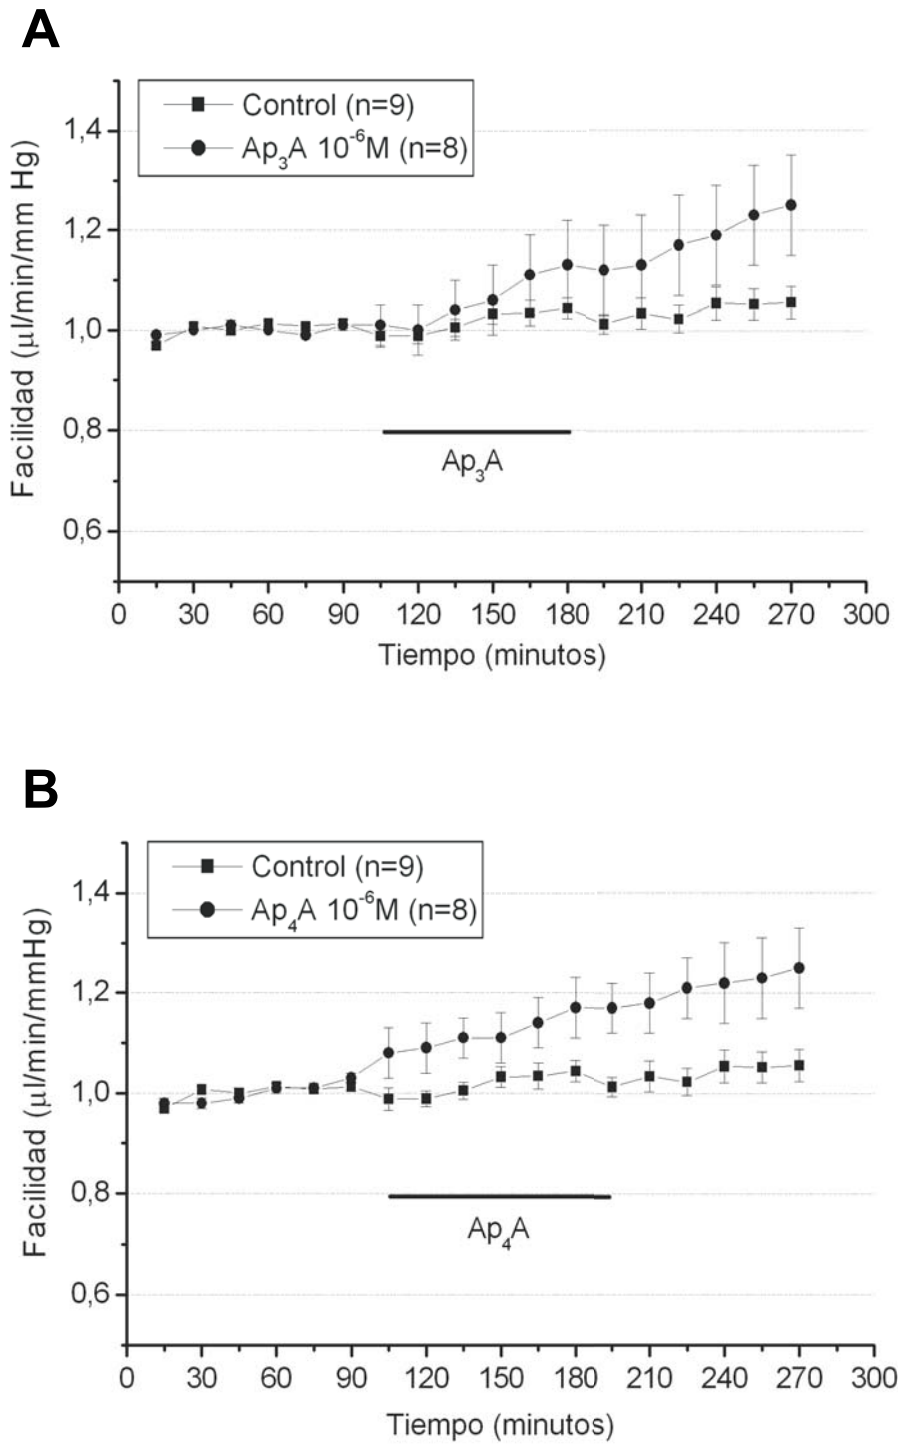 A
Control (n=9)
Ap₃A 10⁻⁶M (n=8)
Facilidad (μl/min/mm Hg)
1,4
1,2
1,0
0,8
0,6
Ap₃A
0 30 60 90 120 150 180 210 240 270 300
Tiempo (minutos)
B
Control (n=9)
Ap₄A 10⁻⁶M (n=8)
Facilidad (μl/min/mmHg)
1,4
1,2
1,0
0,8
0,6
Ap₄A
0 30 60 90 120 150 180 210 240 270 300
Tiempo (minutos)